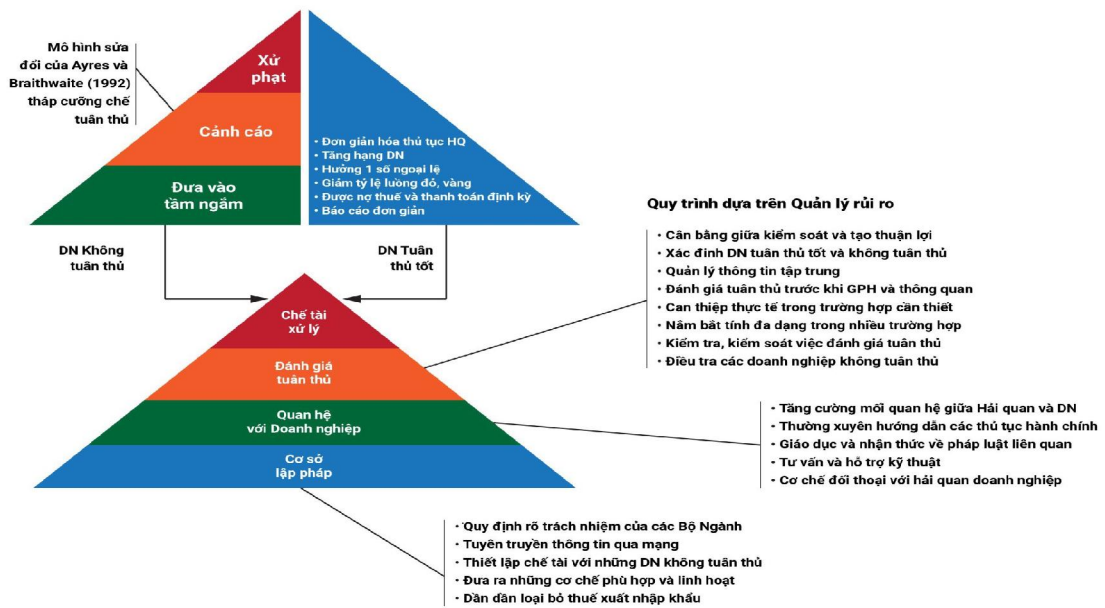 Mô hình sửa
đổi của Ayres và
Braithwaite (1992)
tháp cưỡng chế
tuân thủ
Xử
phạt
Cảnh cáo
Đưa vào
tầm ngắm
• Đơn giản hóa thủ tục HQ
• Tăng hạng DN
• Hưởng 1 số ngoại lệ
• Giảm tỷ lệ luồng đỏ, vàng
• Được nợ thuế và thanh toán định kỳ
• Báo cáo đơn giản
DN Không
tuân thủ
DN Tuân
thủ tốt
Chế tài
xử lý
Đánh giá
tuân thủ
Quan hệ
với Doanh nghiệp
Cơ sở
lập pháp
Quy trình dựa trên Quản lý rủi ro
• Cân bằng giữa kiểm soát và tạo thuận lợi
• Xác đinh DN tuân thủ tốt và không tuân thủ
• Quản lý thông tin tập trung
• Đánh giá tuân thủ trước khi GPH và thông quan
• Can thiệp thực tế trong trường hợp cần thiết
• Nắm bắt tính đa dạng trong nhiều trường hợp
• Kiểm tra, kiểm soát việc đánh giá tuân thủ
• Điều tra các doanh nghiệp không tuân thủ
• Tăng cường mối quan hệ giữa Hải quan và DN
• Thường xuyên hướng dẫn các thủ tục hành chính
• Giáo dục và nhận thức về pháp luật liên quan
• Tư vấn và hỗ trợ kỹ thuật
• Cơ chế đối thoại với hải quan doanh nghiệp
• Quy định rõ trách nhiệm của các Bộ Ngành
• Tuyên truyền thông tin qua mạng
• Thiết lập chế tài với những DN không tuân thủ
• Đưa ra những cơ chế phù hợp và linh hoạt
• Dần dần loại bỏ thuế xuất nhập khẩu